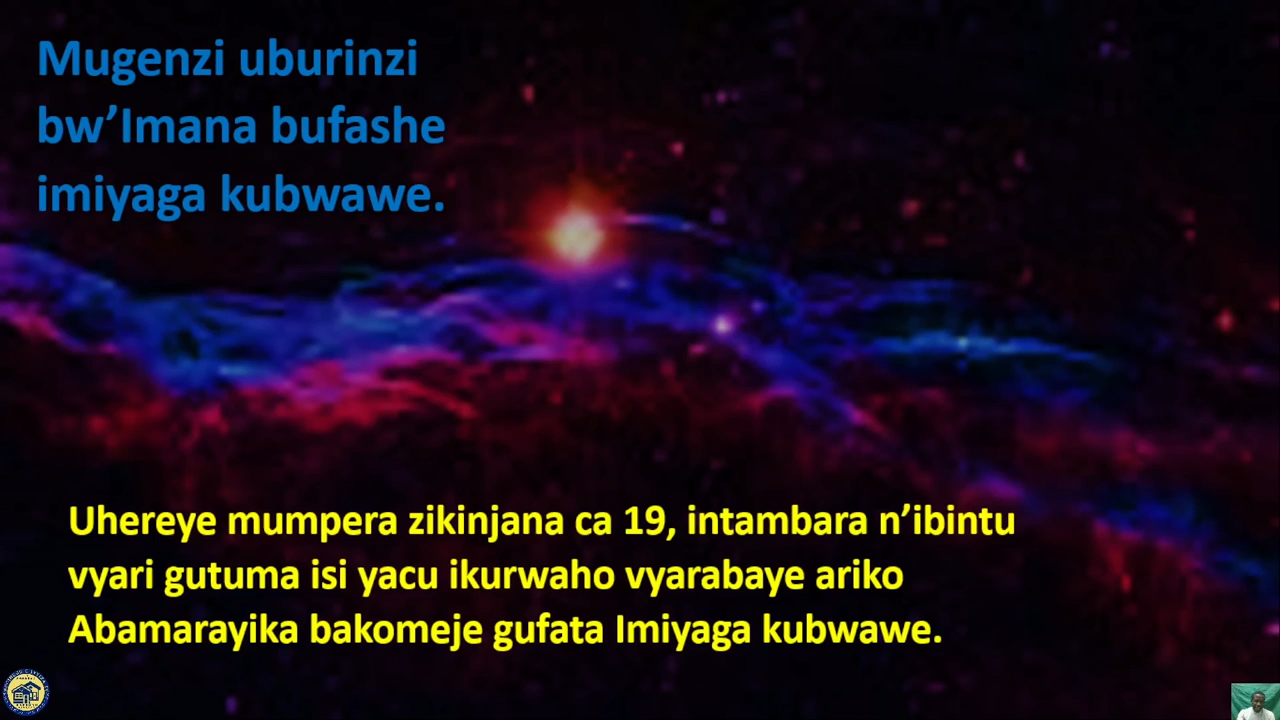 Mugenzi uburinzi
bw’Imana bufashe
imiyaga kubwawe.
Uhereye mumpera zikinjana ca 19, intambara n’ibintu
vyari gutuma isi yacu ikurwaho vyarabaye ariko
Abamarayika bakomeje gufata Imiyaga kubwawe.